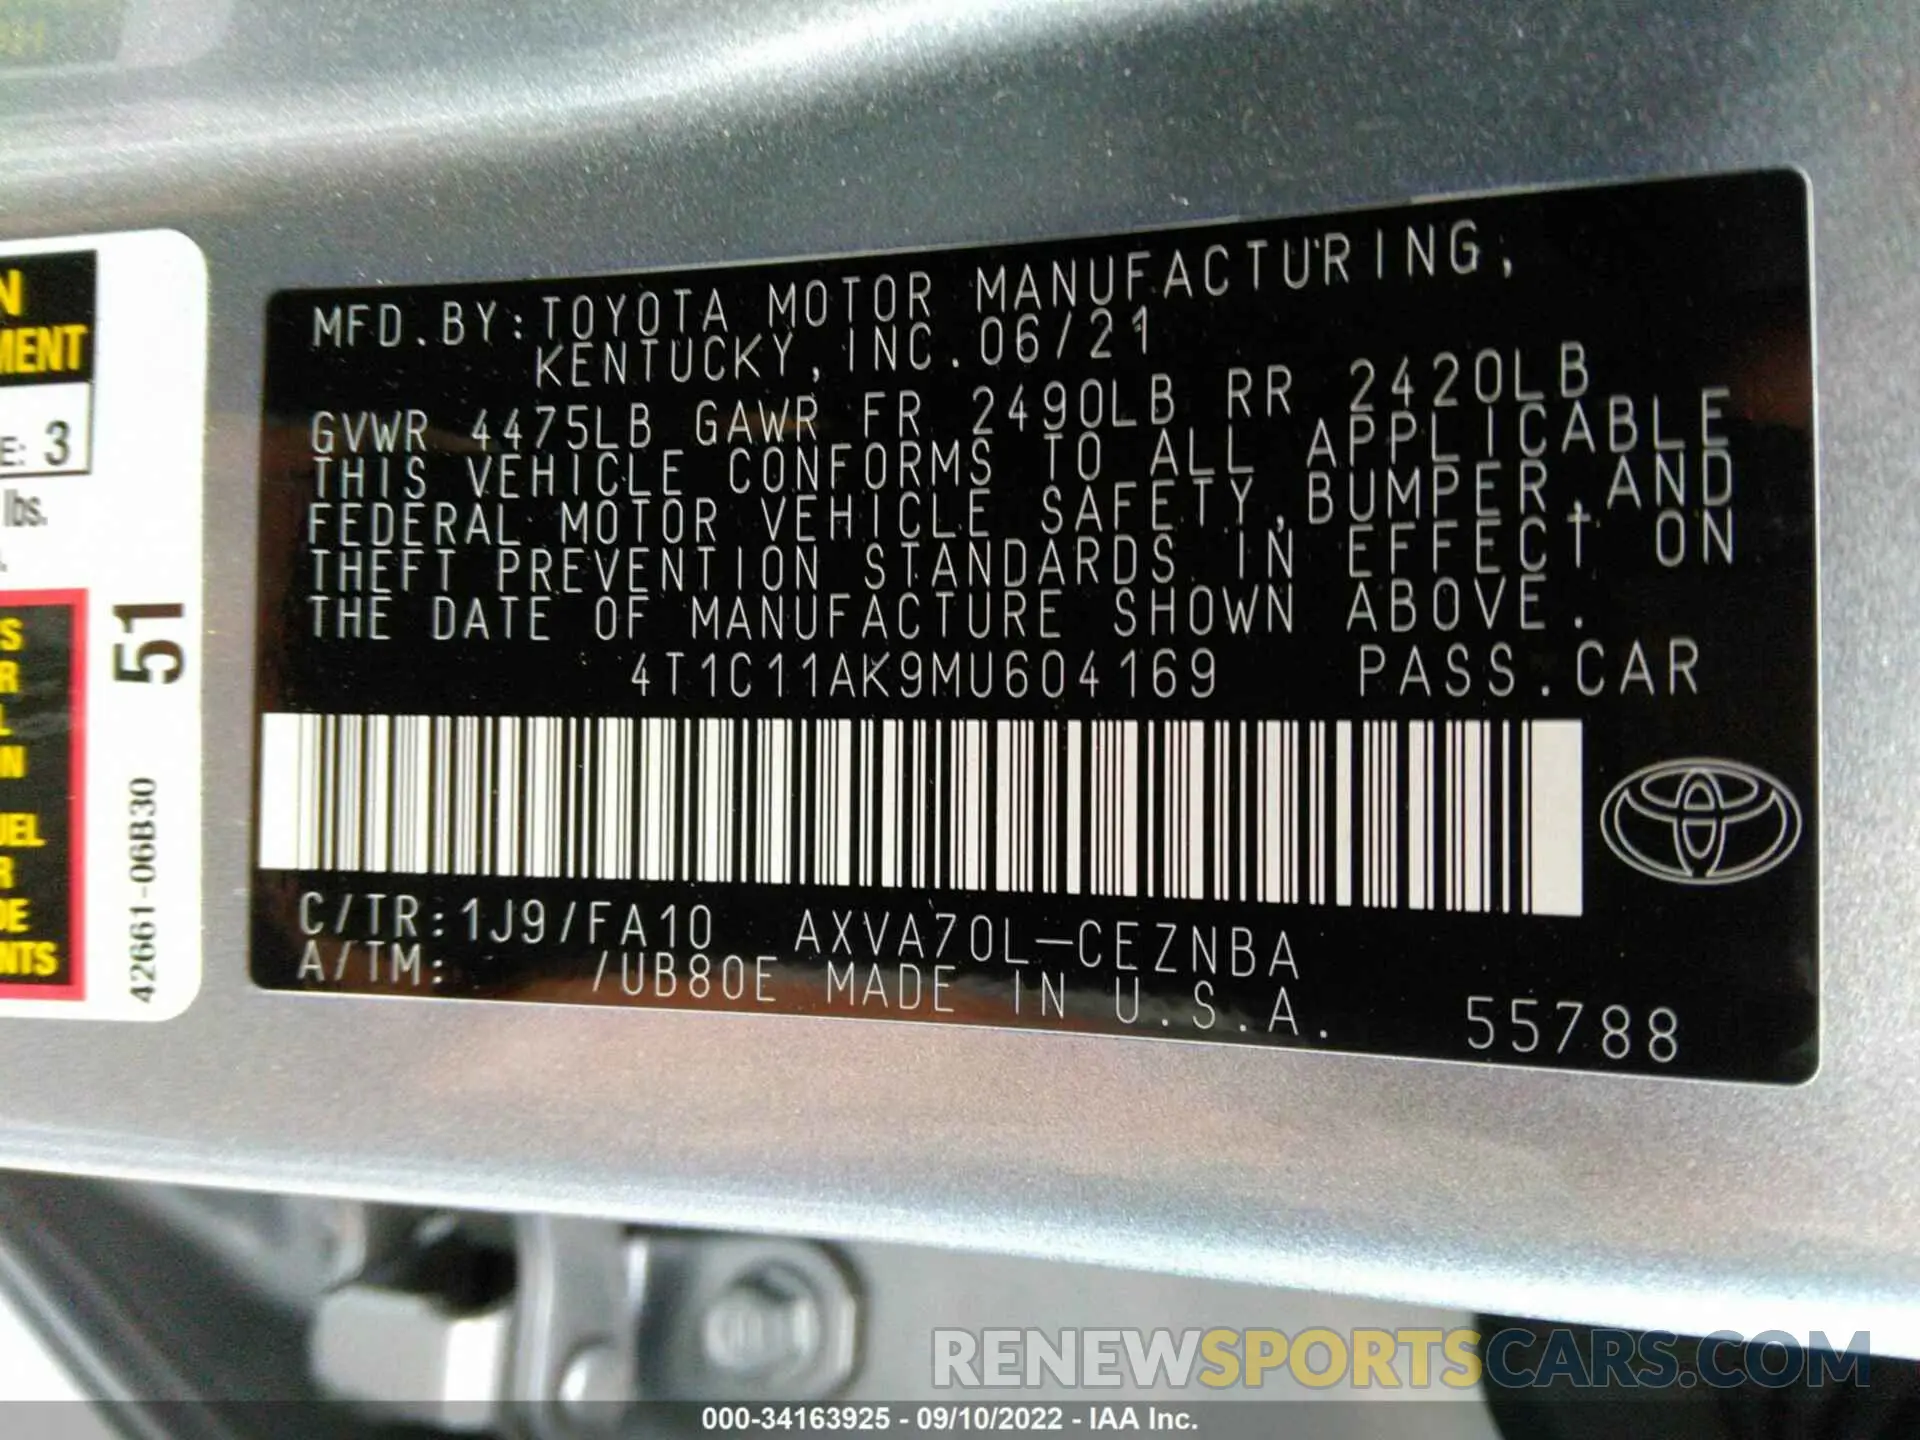 MFD.BY:TOYOTA MOTOR MANUFACTURING,
KENTUCKY, INC.06/21
GVWR 4475LB GAWR FR 2490LB RR 2420LB
THIS VEHICLE CONFORMS TO ALL APPLICABLE
FEDERAL MOTOR VEHICLE SAFETY,BUMPER,AND
THEFT PREVENTION STANDARDS IN EFFECT ON
THE DATE OF MANUFACTURE SHOWN ABOVE.
4T1C11AK9MU604169 PASS.CAR
C/TR:1J9/FA10 AXVA70L-CEZNBA
A/TM: /UB80E MADE IN U.S.A.
55788
E: 3
lbs.
51
42661-06B30
RENEWSPORTSCARS.COM
000-34163925 - 09/10/2022 - IAA Inc.